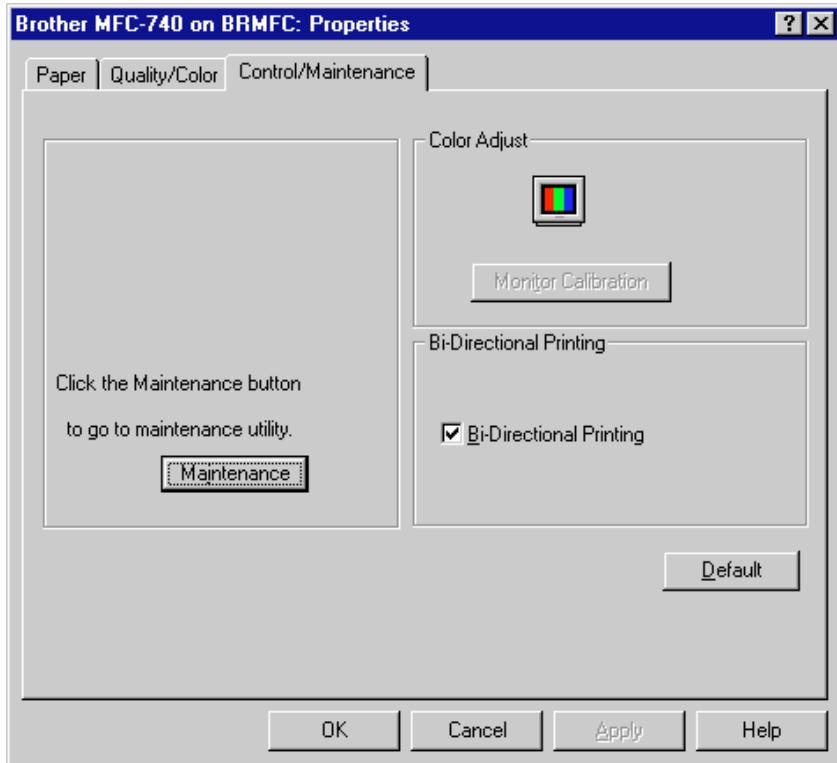 Brother MFC-740 on BRMFC: Properties
Paper
Quality/Color
Control/Maintenance
Click the Maintenance button
to go to maintenance utility.
Maintenance
Color Adjust
Monitor Calibration
Bi-Directional Printing
Bi-Directional Printing
Default
OK
Cancel
Apply
Help